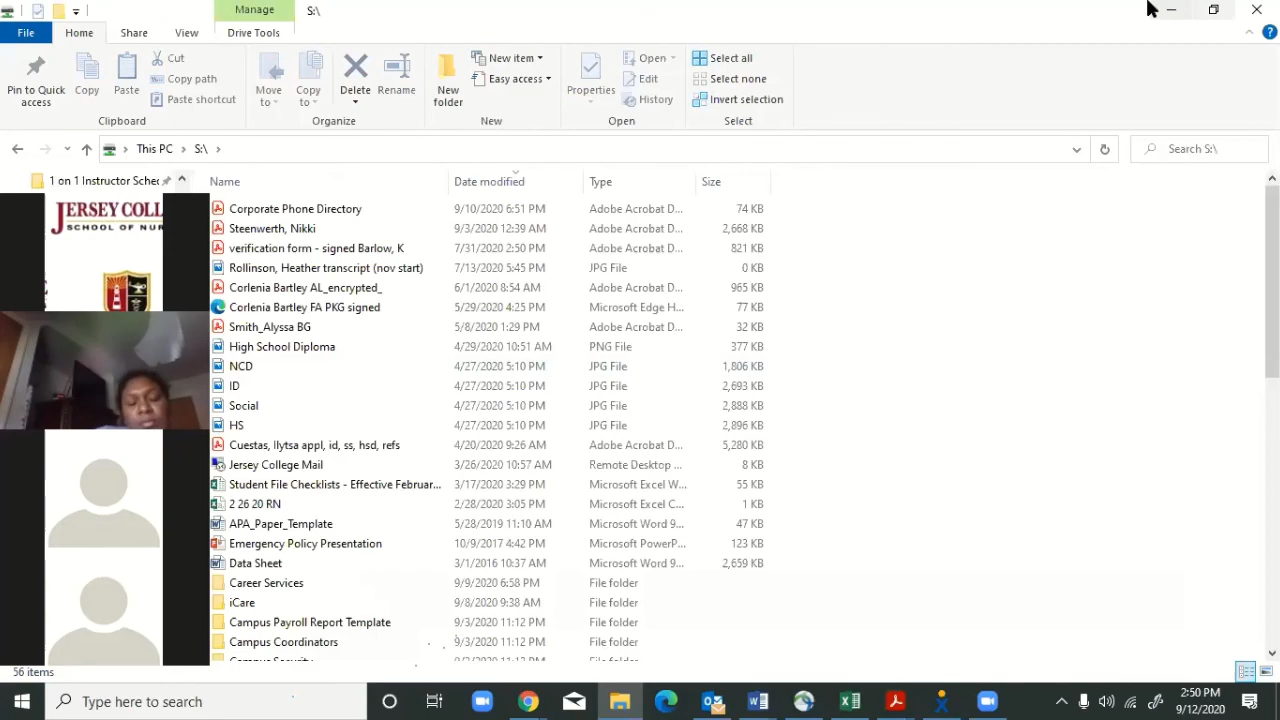 Manage
S:\
File
Home
Share
View
Drive Tools
Pin to Quick access
Copy
Paste
Cut
Copy path
Paste shortcut
Clipboard
Move to
Copy to
Delete
Rename
Organize
New folder
New item
Easy access
New
Properties
Open
Edit
History
Open
Select all
Select none
Invert selection
Select
This PC > S:\ >
Search S:\
1 on 1 Instructor Sched
JERSEY COLL
SCHOOL OF NUR
Name Date modified Type Size
Corporate Phone Directory 9/10/2020 6:51 PM Adobe Acrobat D... 74 KB
Steenwerth, Nikki 9/3/2020 12:39 AM Adobe Acrobat D... 2,668 KB
verification form - signed Barlow, K 7/31/2020 2:50 PM Adobe Acrobat D... 821 KB
Rollinson, Heather transcript (nov start) 7/13/2020 5:45 PM JPG File 0 KB
Corlenia Bartley AL_encrypted_ 6/1/2020 8:54 AM Adobe Acrobat D... 965 KB
Corlenia Bartley FA PKG signed 5/29/2020 4:25 PM Microsoft Edge H... 77 KB
Smith_Alyssa BG 5/8/2020 1:29 PM Adobe Acrobat D... 32 KB
High School Diploma 4/29/2020 10:51 AM PNG File 377 KB
NCD 4/27/2020 5:10 PM JPG File 1,806 KB
ID 4/27/2020 5:10 PM JPG File 2,693 KB
Social 4/27/2020 5:10 PM JPG File 2,888 KB
HS 4/27/2020 5:10 PM JPG File 2,896 KB
Cuestas, Ilytsa appl, id, ss, hsd, refs 4/20/2020 9:26 AM Adobe Acrobat D... 5,280 KB
Jersey College Mail 3/26/2020 10:57 AM Remote Desktop ... 8 KB
Student File Checklists - Effective Februar... 3/17/2020 3:29 PM Microsoft Excel W... 55 KB
2 26 20 RN 2/28/2020 3:05 PM Microsoft Excel C... 1 KB
APA_Paper_Template 5/28/2019 11:10 AM Microsoft Word 9... 47 KB
Emergency Policy Presentation 10/9/2017 4:42 PM Microsoft PowerP... 123 KB
Data Sheet 3/1/2016 10:37 AM Microsoft Word 9... 2,659 KB
Career Services 9/9/2020 6:58 PM File folder
iCare 9/8/2020 9:38 AM File folder
Campus Payroll Report Template 9/3/2020 11:12 PM File folder
Campus Coordinators 9/3/2020 11:12 PM File folder
56 items
Type here to search
2:50 PM
9/12/2020